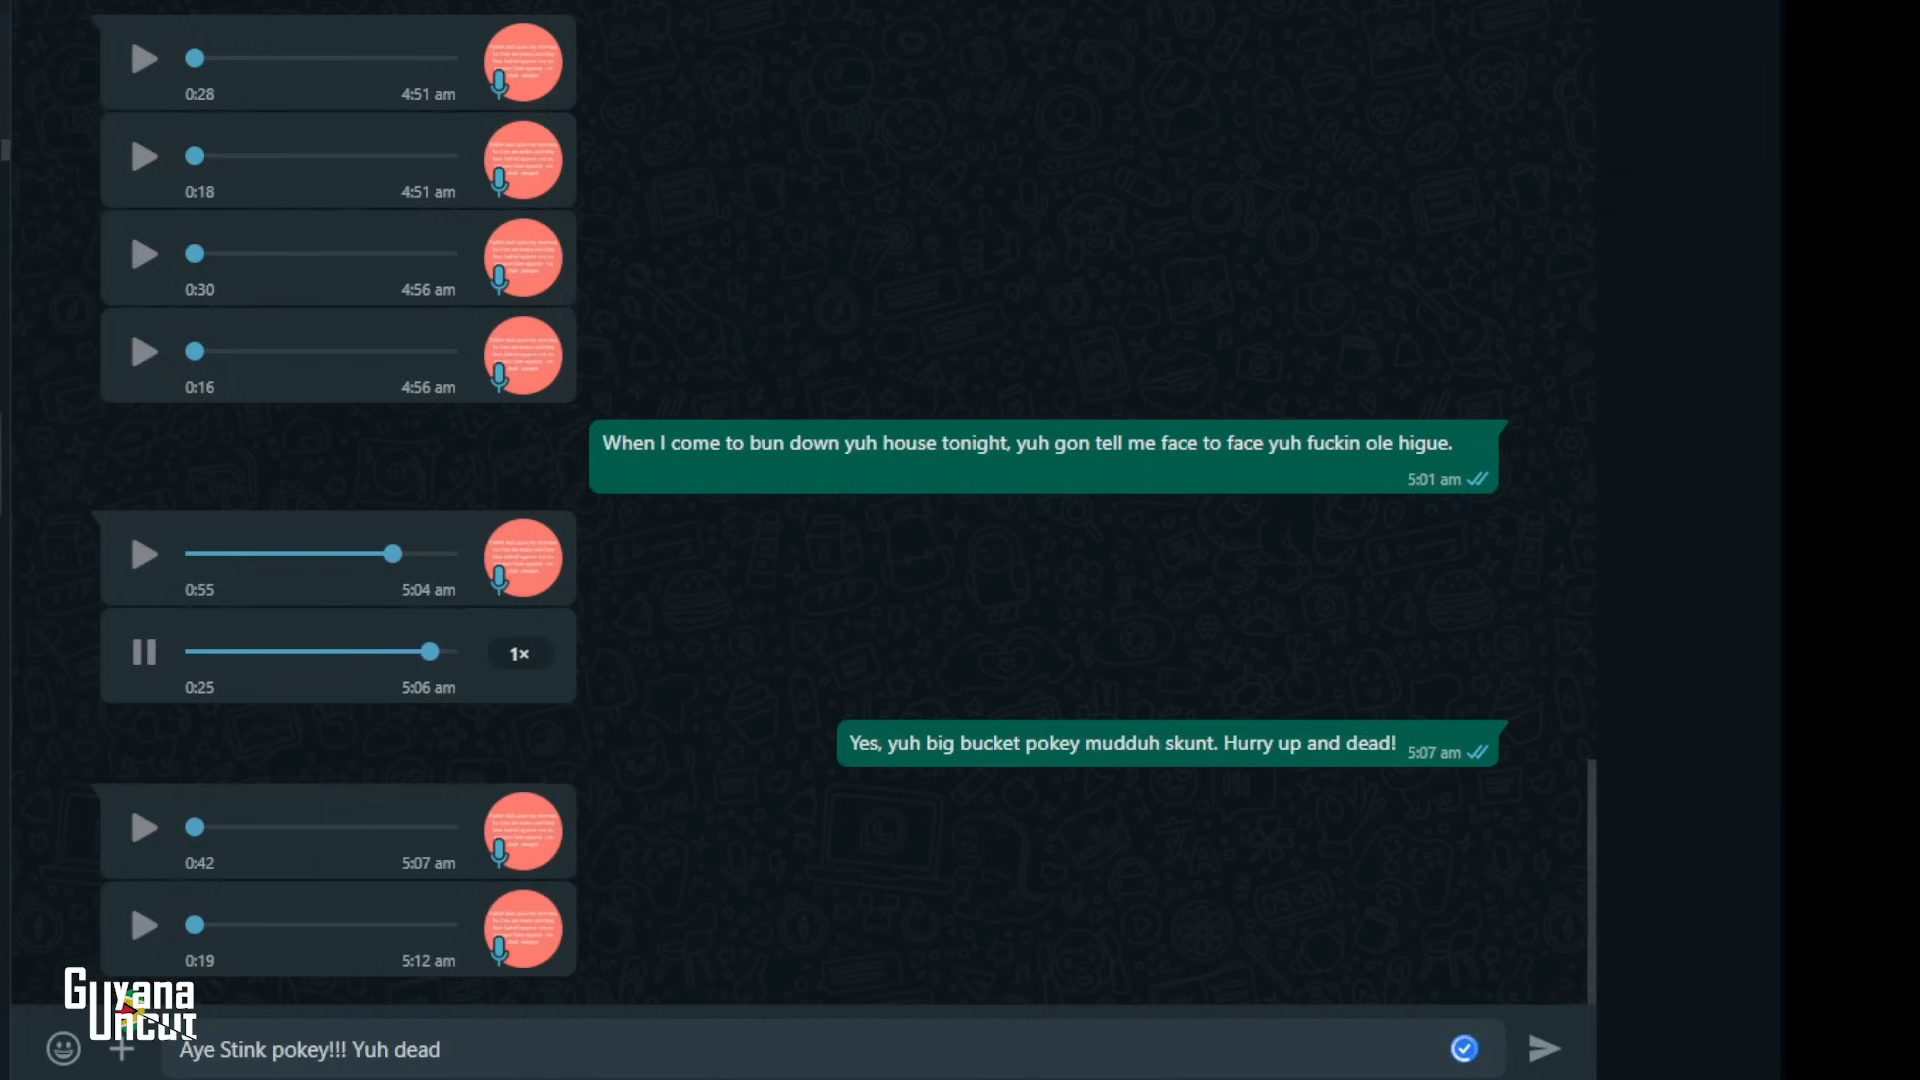 0:28 4:51 am
0:18 4:51 am
0:30 4:56 am
0:16 4:56 am
When I come to bun down yuh house tonight, yuh gon tell me face to face yuh fuckin ole higue.
5:01 am
0:55 5:04 am
1×
0:25 5:06 am
Yes, yuh big bucket pokey mudduh skunt. Hurry up and dead! 5:07 am
0:42 5:07 am
0:19 5:12 am
Guyana
Uncut
Aye Stink pokey!!! Yuh dead